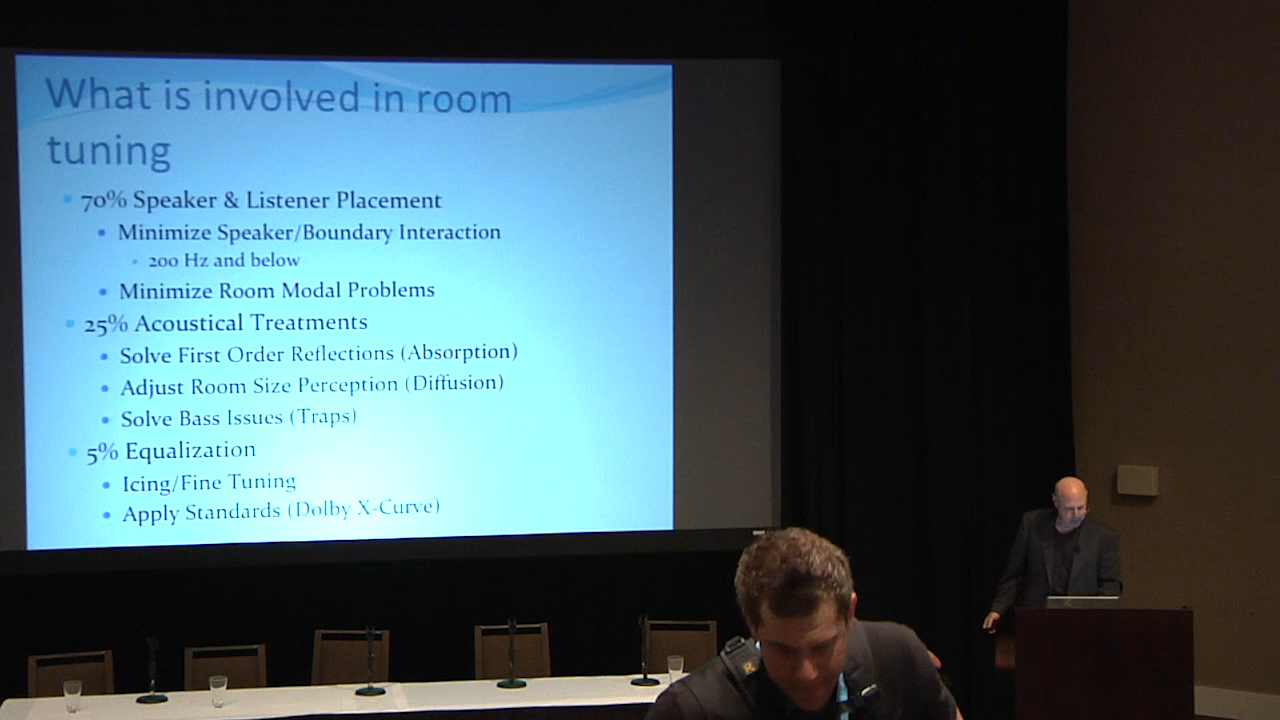 What is involved in room
tuning
70% Speaker & Listener Placement
Minimize Speaker/Boundary Interaction
200 Hz and below
Minimize Room Modal Problems
25% Acoustical Treatments
Solve First Order Reflections (Absorption)
Adjust Room Size Perception (Diffusion)
Solve Bass Issues (Traps)
5% Equalization
Icing/Fine Tuning
Apply Standards (Dolby X-Curve)